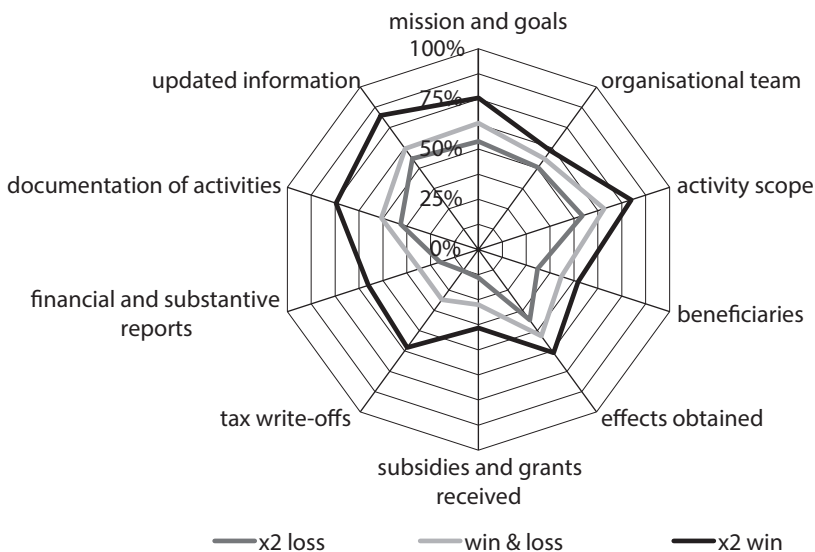 mission and goals
100%
updated information
organisational team
75%
50%
documentation of activities
activity scope
25%
0%
financial and substantive
reports
beneficiaries
tax write-offs
effects obtained
subsidies and grants
received
x2 loss
win & loss
x2 win